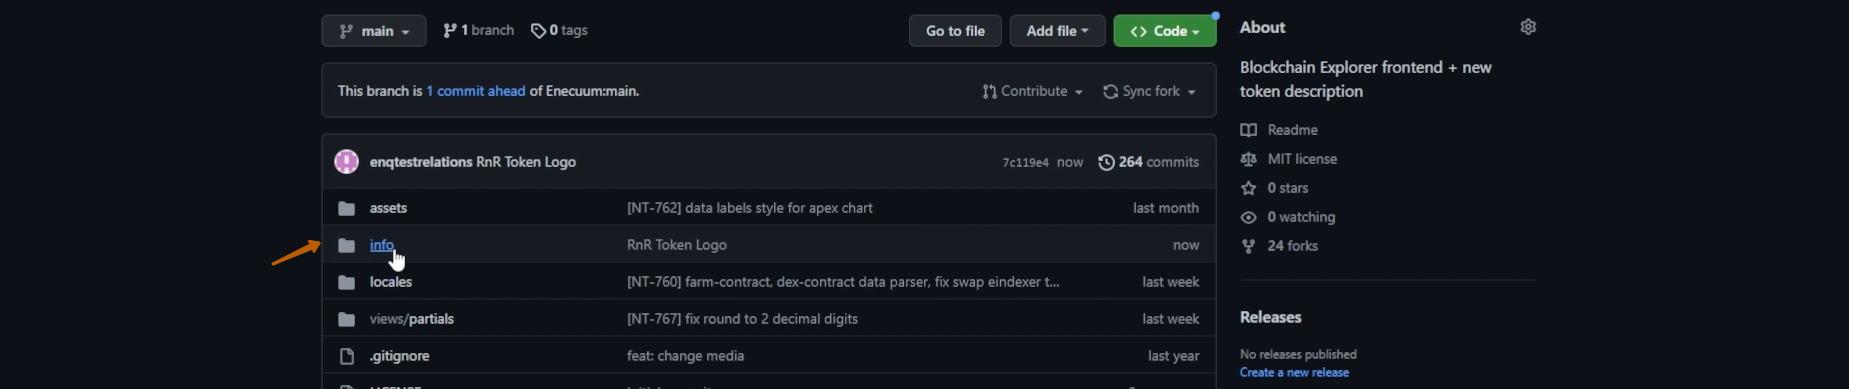 main
1 branch
0 tags
Go to file
Add file
Code
This branch is 1 commit ahead of Enecuum:main.
Contribute
Sync fork
enqtestrelations RnR Token Logo
7c119e4 now
264 commits
assets
[NT-762] data labels style for apex chart
last month
info
RnR Token Logo
now
locales
[NT-760] farm-contract, dex-contract data parser, fix swap eindexer t...
last week
views/partials
[NT-767] fix round to 2 decimal digits
last week
.gitignore
feat: change media
last year
About
Blockchain Explorer frontend + new
token description
Readme
MIT license
0 stars
0 watching
24 forks
Releases
No releases published
Create a new release